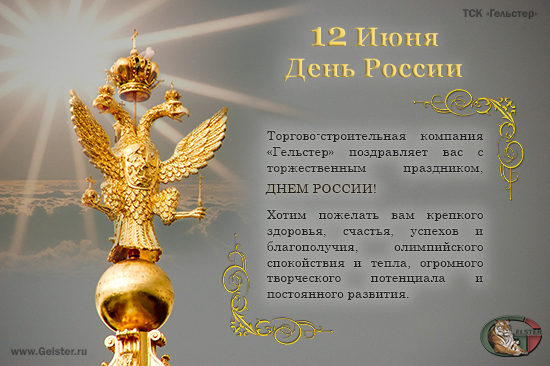 ТСК «Гельстер»
12 Июня
День России
Торгово-строительная компания
«Гельстер» поздравляет вас с
торжественным праздником,
ДНЕМ РОССИИ!
Хотим пожелать вам крепкого
здоровья, счастья, успехов и
благополучия, олимпийского
спокойствия и тепла, огромного
творческого потенциала и
постоянного развития.
www.Gelster.ru
GELSTER